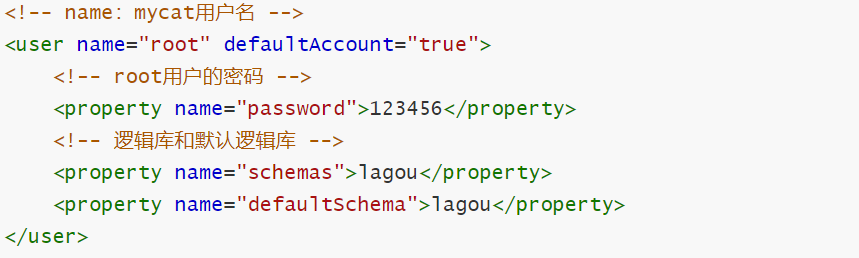 <!-- name：mycat用户名 -->
<user name="root" defaultAccount="true">
    <!-- root用户的密码 -->
    <property name="password">123456</property>
    <!-- 逻辑库和默认逻辑库 -->
    <property name="schemas">lagou</property>
    <property name="defaultSchema">lagou</property>
</user>